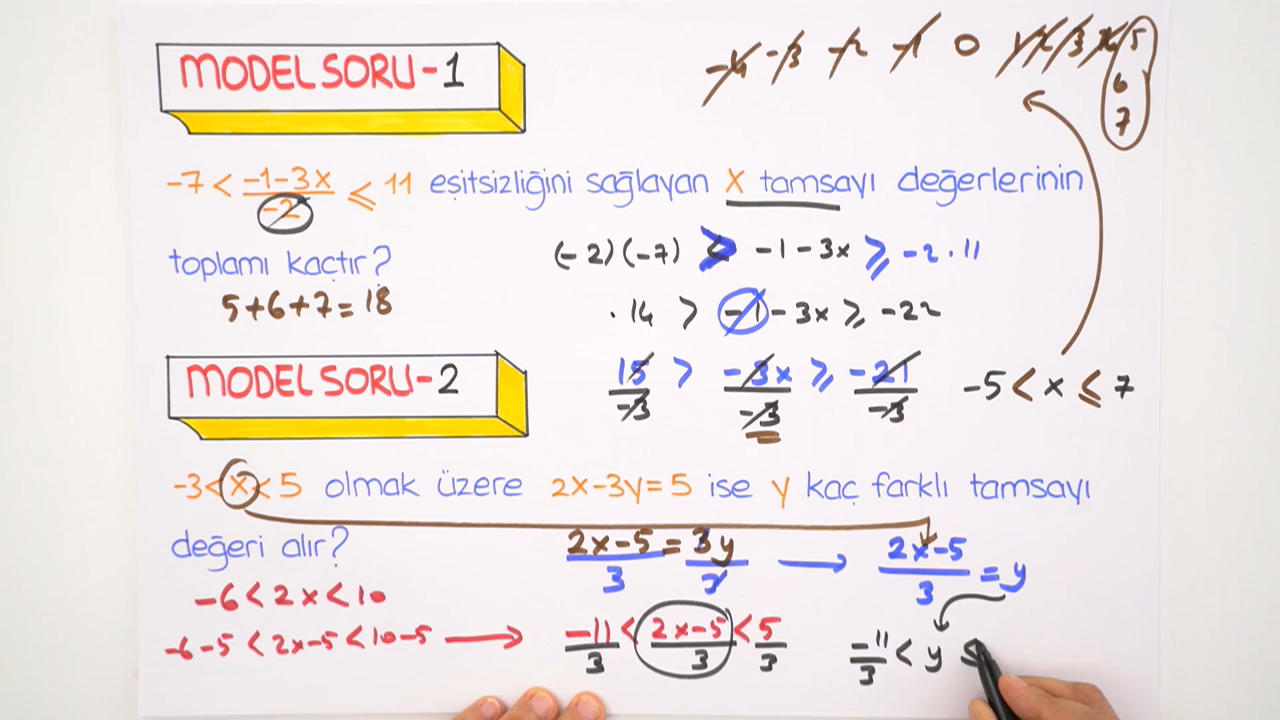 MODEL SORU-1
-4 -3 -2 -1 0 1 2 3 4 5
6
7
-7 < (-1-3x)/(-2) ≤ 11 eşitsizliğini sağlayan x tamsayı değerlerinin
toplamı kaçtır?
5+6+7=18
(-2)(-7) > -1-3x ≥ -2·11
·14 > -1-3x ≥ -22
15/-3 > -3x/-3 ≥ -21/-3
-5 < x ≤ 7
MODEL SORU-2
-3<x<5 olmak üzere 2x-3y=5 ise y kaç farklı tamsayı
değeri alır?
(2x-5)/3 = 3y/3 → (2x-5)/3 = y
-6<2x<10
-6-5<2x-5<10-5 → -11/3 < (2x-5)/3 < 5/3
-11/3 < y <